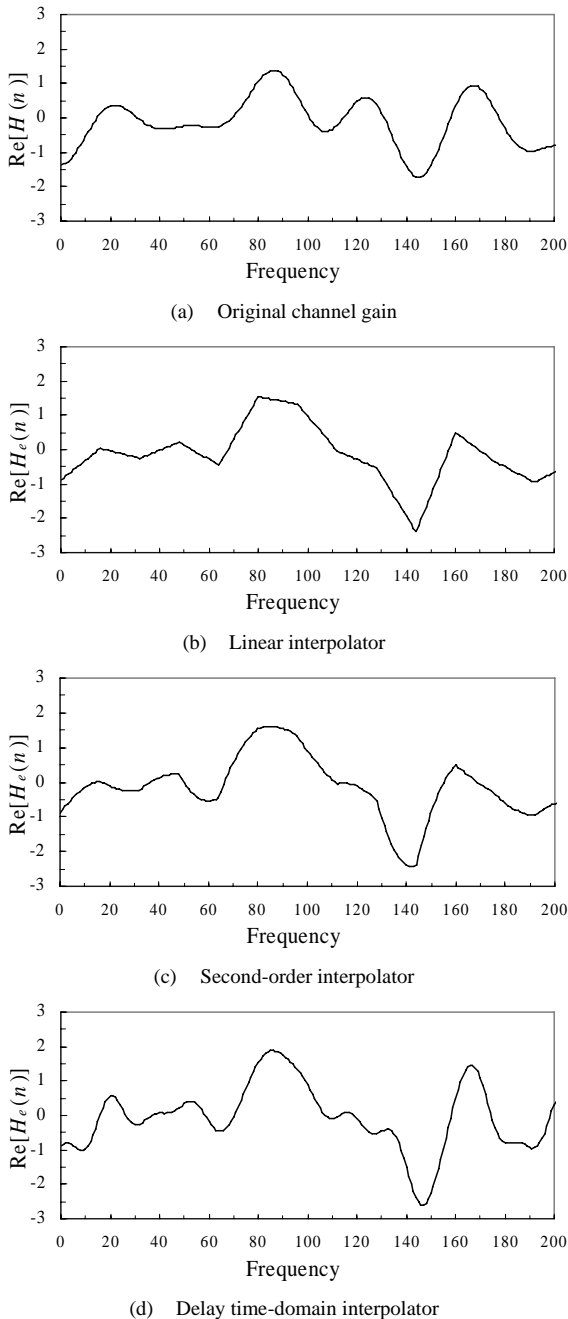 3
2
1
0
-1
-2
-3
Re[H(n)]
0 20 40 60 80 100 120 140 160 180 200
Frequency
(a) Original channel gain
3
2
1
0
-1
-2
-3
Re[He(n)]
0 20 40 60 80 100 120 140 160 180 200
Frequency
(b) Linear interpolator
3
2
1
0
-1
-2
-3
Re[He(n)]
0 20 40 60 80 100 120 140 160 180 200
Frequency
(c) Second-order interpolator
3
2
1
0
-1
-2
-3
Re[He(n)]
0 20 40 60 80 100 120 140 160 180 200
Frequency
(d) Delay time-domain interpolator